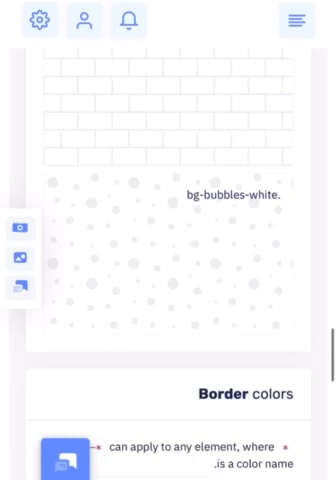 bg-bubbles-white.
Border colors
-* can apply to any element, where *
.is a color name